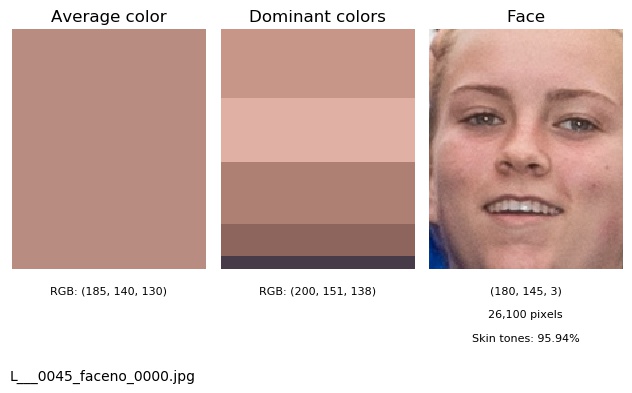 Average color
Dominant colors
Face
RGB: (185, 140, 130)
RGB: (200, 151, 138)
(180, 145, 3)
26,100 pixels
Skin tones: 95.94%
L___0045_faceno_0000.jpg